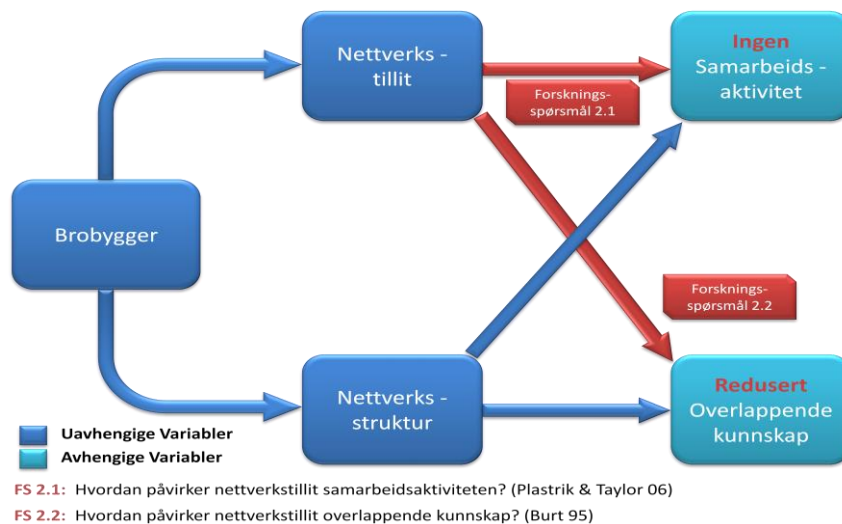 Nettverks -
tillit
Ingen
Samarbeids -
aktivitet
Forsknings-
spørsmål 2.1
Brobygger
Forsknings-
spørsmål 2.2
Nettverks -
struktur
Redusert
Overlappende
kunnskap
Uavhengige Variabler
Avhengige Variabler
FS 2.1: Hvordan påvirker nettverkstillit samarbeidsaktiviteten? (Plastrik & Taylor 06)
FS 2.2: Hvordan påvirker nettverkstillit overlappende kunnskap? (Burt 95)